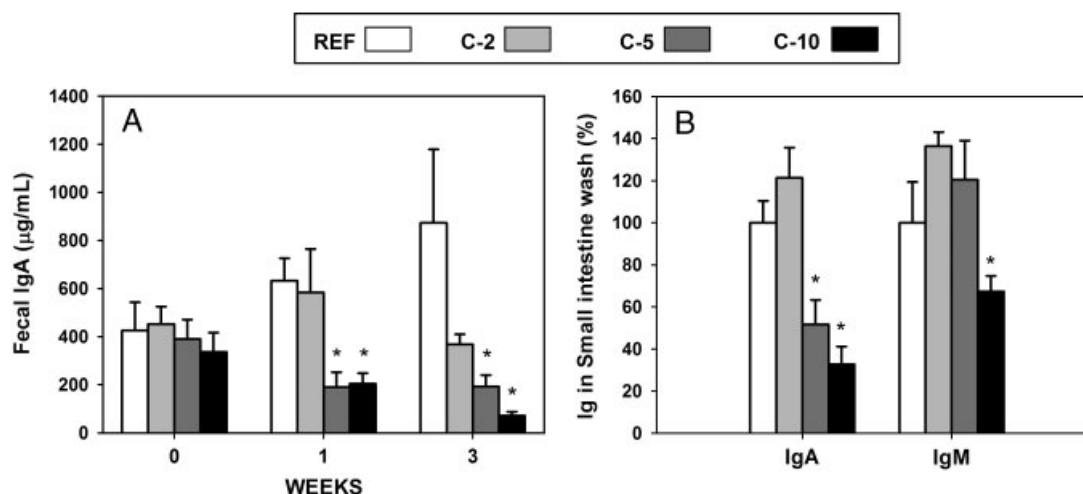 REF C-2 C-5 C-10
A
Fecal IgA (µg/mL)
1400
1200
1000
800
600
400
200
0
* *
*
*
0 1 3
WEEKS
B
Ig in Small intestine wash (%)
160
140
120
100
80
60
40
20
0
*
*
*
IgA IgM